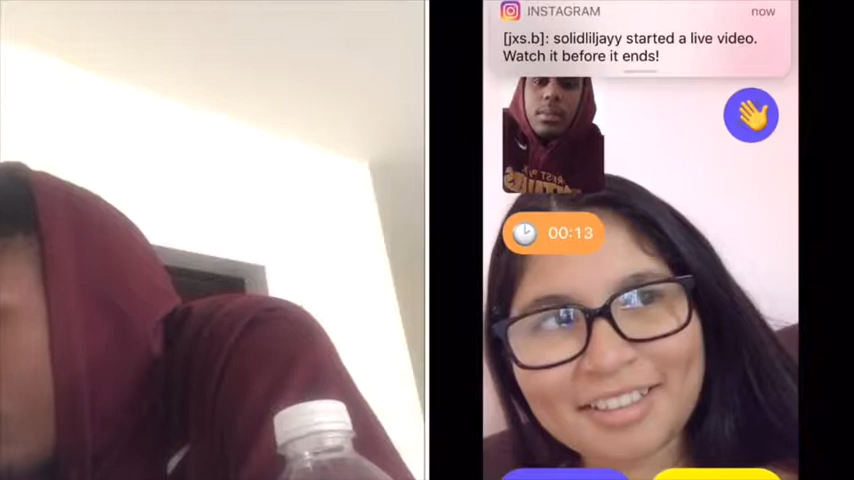 INSTAGRAM
now
[jxs.b]: solidliljayy started a live video.
Watch it before it ends!
00:13